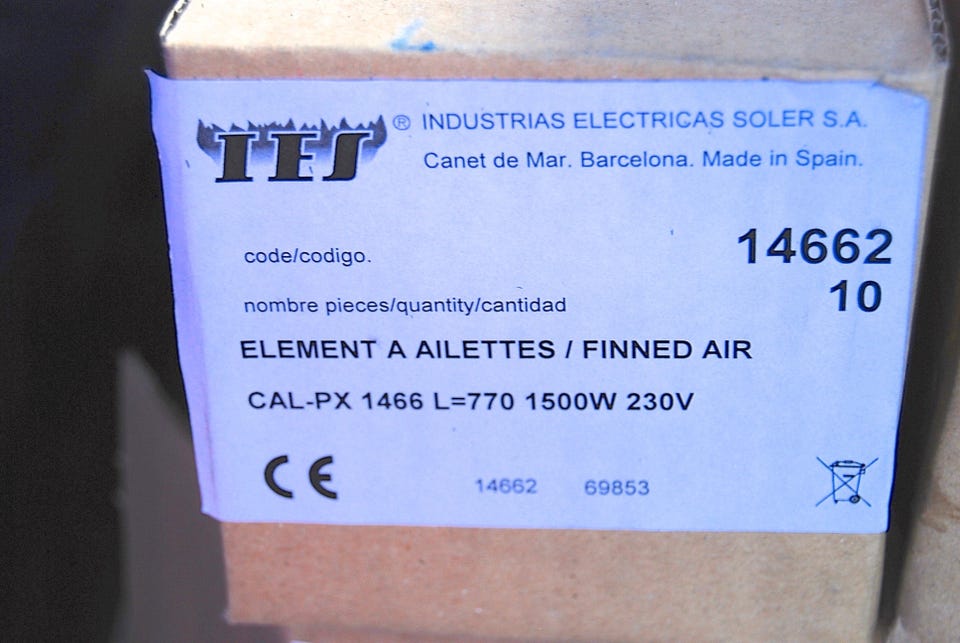 IES® INDUSTRIAS ELECTRICAS SOLER S.A.
Canet de Mar. Barcelona. Made in Spain.
code/codigo. 14662
nombre pieces/quantity/cantidad 10
ELEMENT A AILETTES / FINNED AIR
CAL-PX 1466 L=770 1500W 230V
CE 14662 69853